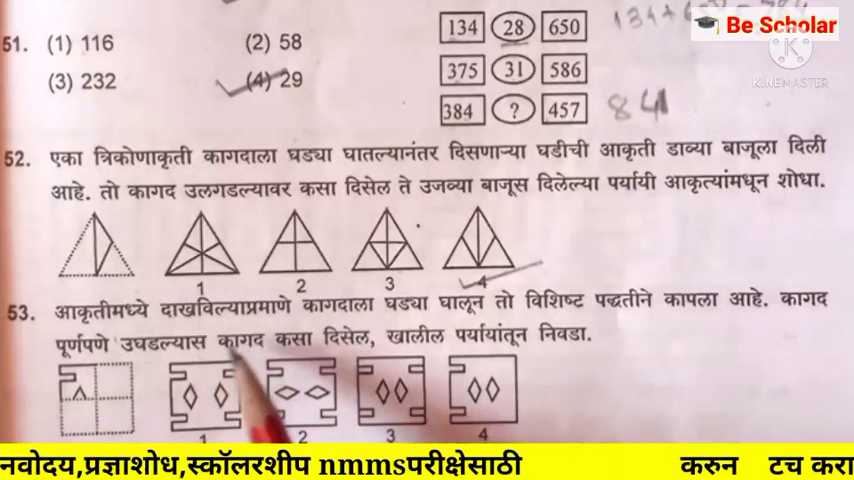 Be Scholar
KINEMASTER
51. (1) 116 (2) 58
(3) 232 (4) 29
134 28 650
375 31 586
384 ? 457
841
52. एका त्रिकोणाकृती कागदाला घड्या घातल्यानंतर दिसणाऱ्या घडीची आकृती डाव्या बाजूला दिली
आहे. तो कागद उलगडल्यावर कसा दिसेल ते उजव्या बाजूस दिलेल्या पर्यायी आकृत्यांमधून शोधा.
1 2 3 4
53. आकृतीमध्ये दाखविल्याप्रमाणे कागदाला घड्या घालून तो विशिष्ट पद्धतीने कापला आहे. कागद
पूर्णपणे उघडल्यास कागद कसा दिसेल, खालील पर्यायांतून निवडा.
1 2 3 4
नवोदय,प्रज्ञाशोध,स्कॉलरशीप nmmsपरीक्षेसाठी करुन टच करा